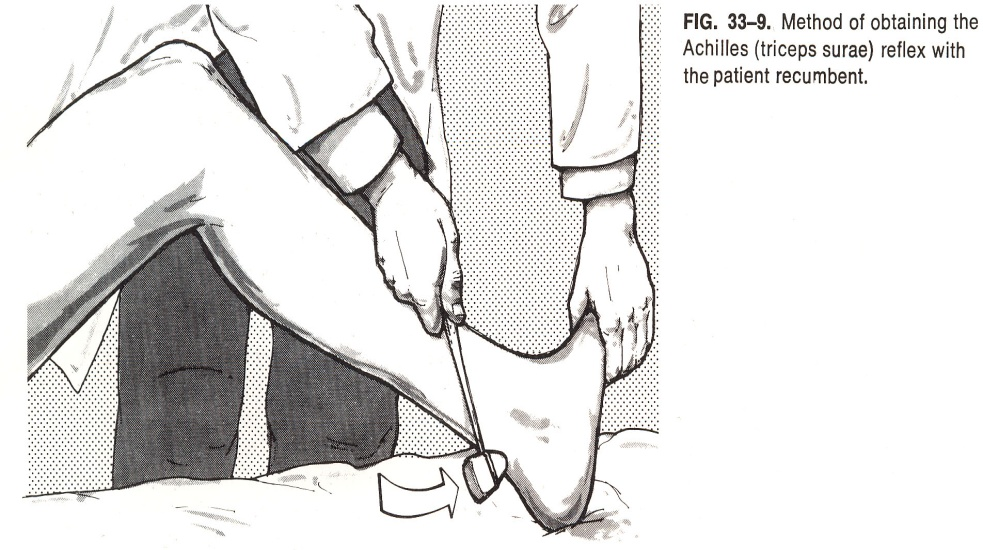 FIG. 33–9. Method of obtaining the
Achilles (triceps surae) reflex with
the patient recumbent.